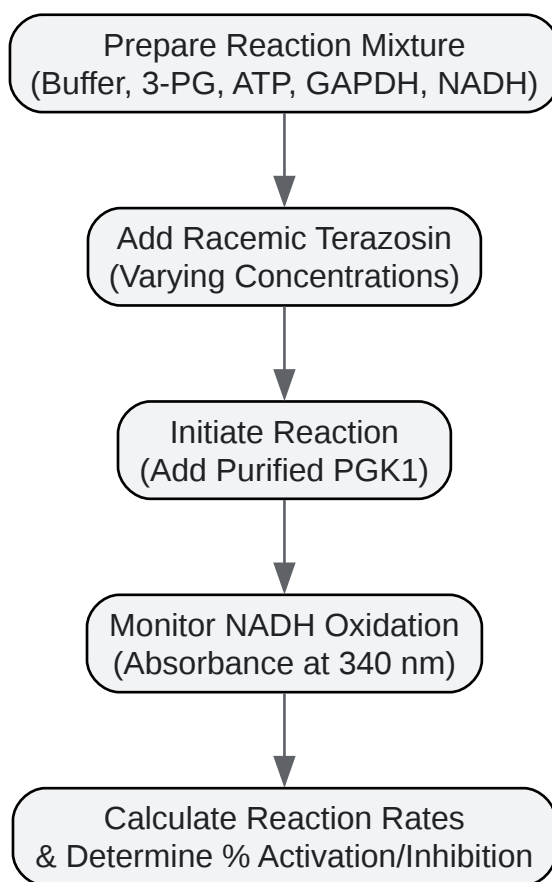 Prepare Reaction Mixture
(Buffer, 3-PG, ATP, GAPDH, NADH)
Add Racemic Terazosin
(Varying Concentrations)
Initiate Reaction
(Add Purified PGK1)
Monitor NADH Oxidation
(Absorbance at 340 nm)
Calculate Reaction Rates
& Determine % Activation/Inhibition